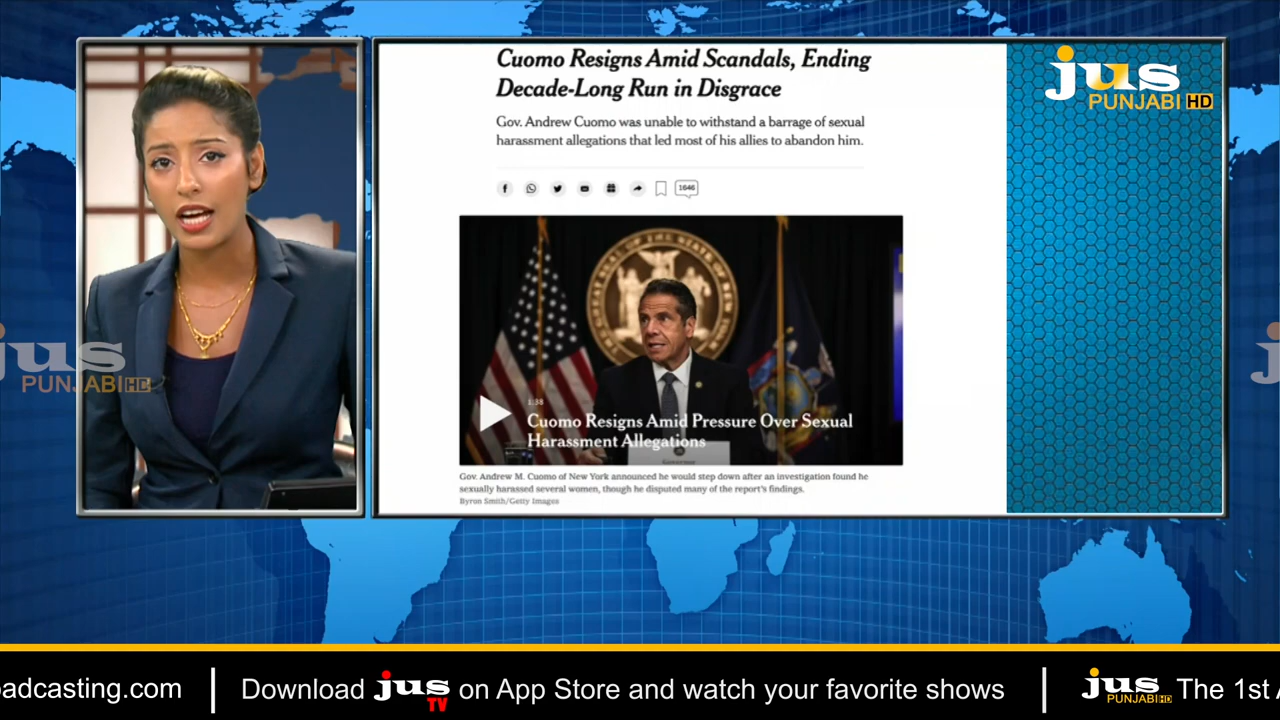 Cuomo Resigns Amid Scandals, Ending
Decade-Long Run in Disgrace
Gov. Andrew Cuomo was unable to withstand a barrage of sexual
harassment allegations that led most of his allies to abandon him.
1646
jus
PUNJABI HD
1:38
Cuomo Resigns Amid Pressure Over Sexual
Harassment Allegations
Gov. Andrew M. Cuomo of New York announced he would step down after an investigation found he
sexually harassed several women, though he disputed many of the report's findings.
Byron Smith/Getty Images
jus
PUNJABI HD
oadcasting.com | Download jus TV on App Store and watch your favorite shows | jus PUNJABI HD The 1st